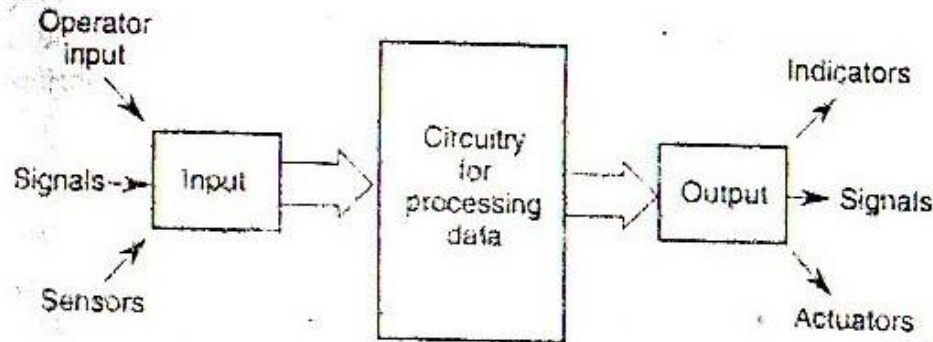 Operator
input
Signals
Sensors
Input
Circuitry
for
processing
data
Output
Indicators
Signals
Actuators